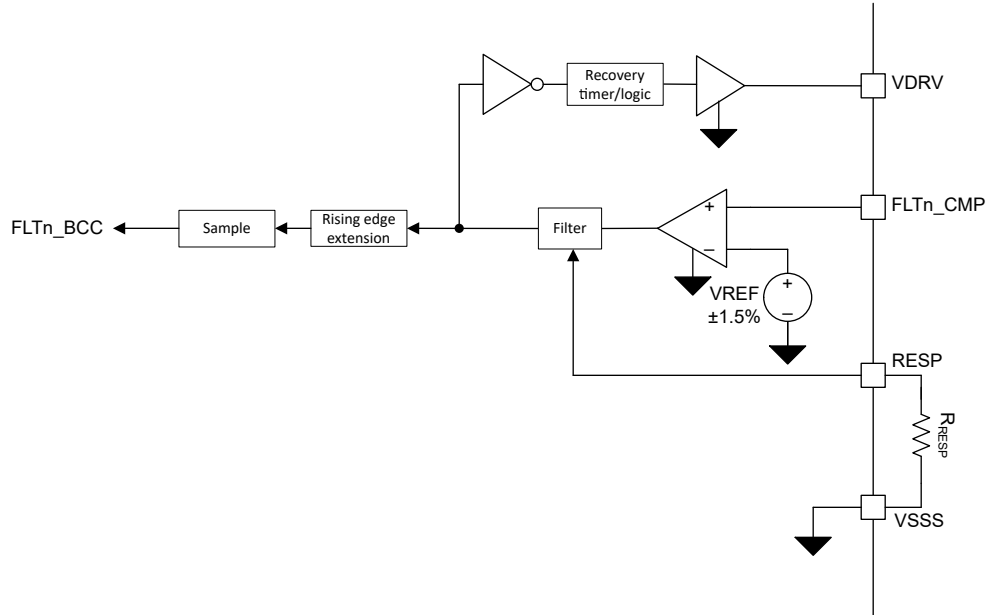 Recovery
timer/logic
VDRV
FLTn_CMP
FLTn_BCC
Sample
Rising edge
extension
Filter
+
–
VREF
±1.5%
+
–
RESP
RRESP
VSSS